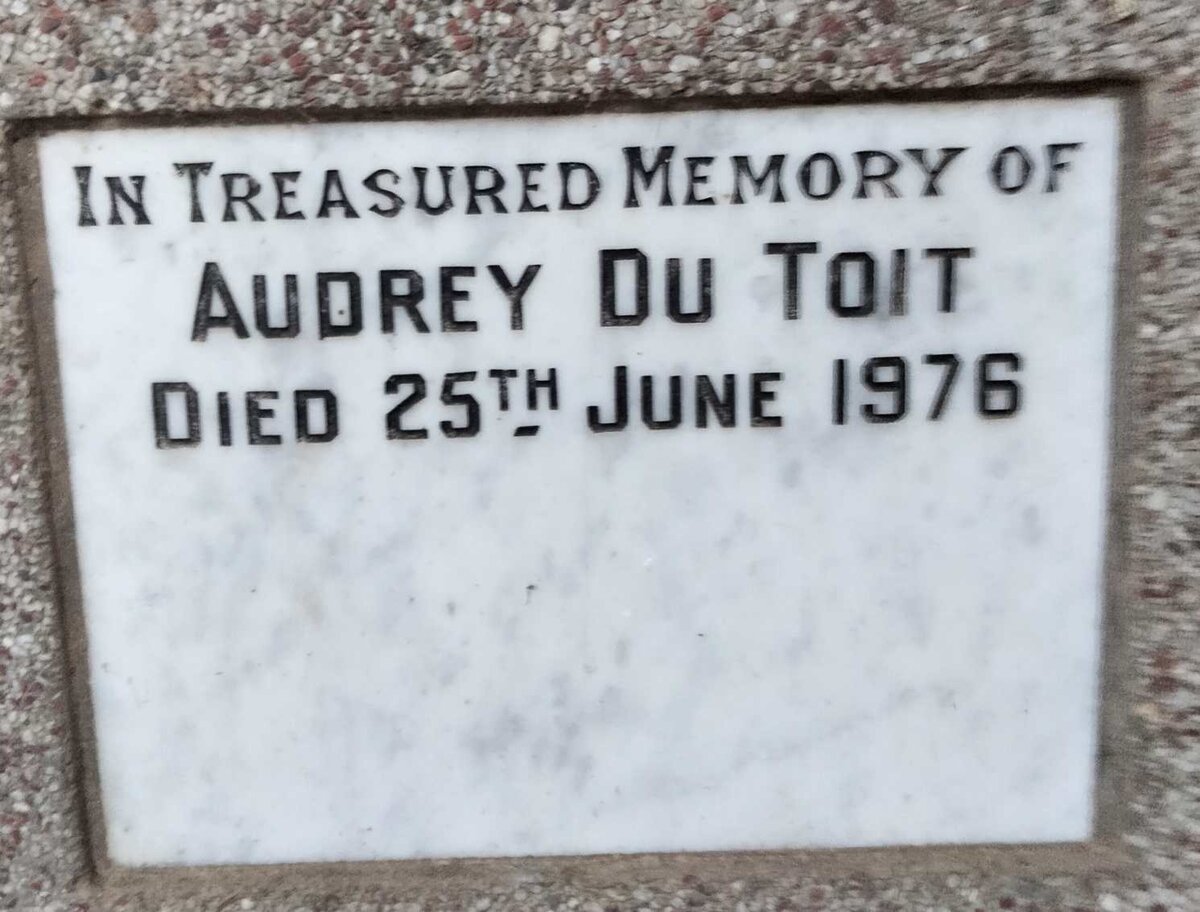 IN TREASURED MEMORY OF
AUDREY DU TOIT
DIED 25TH JUNE 1976